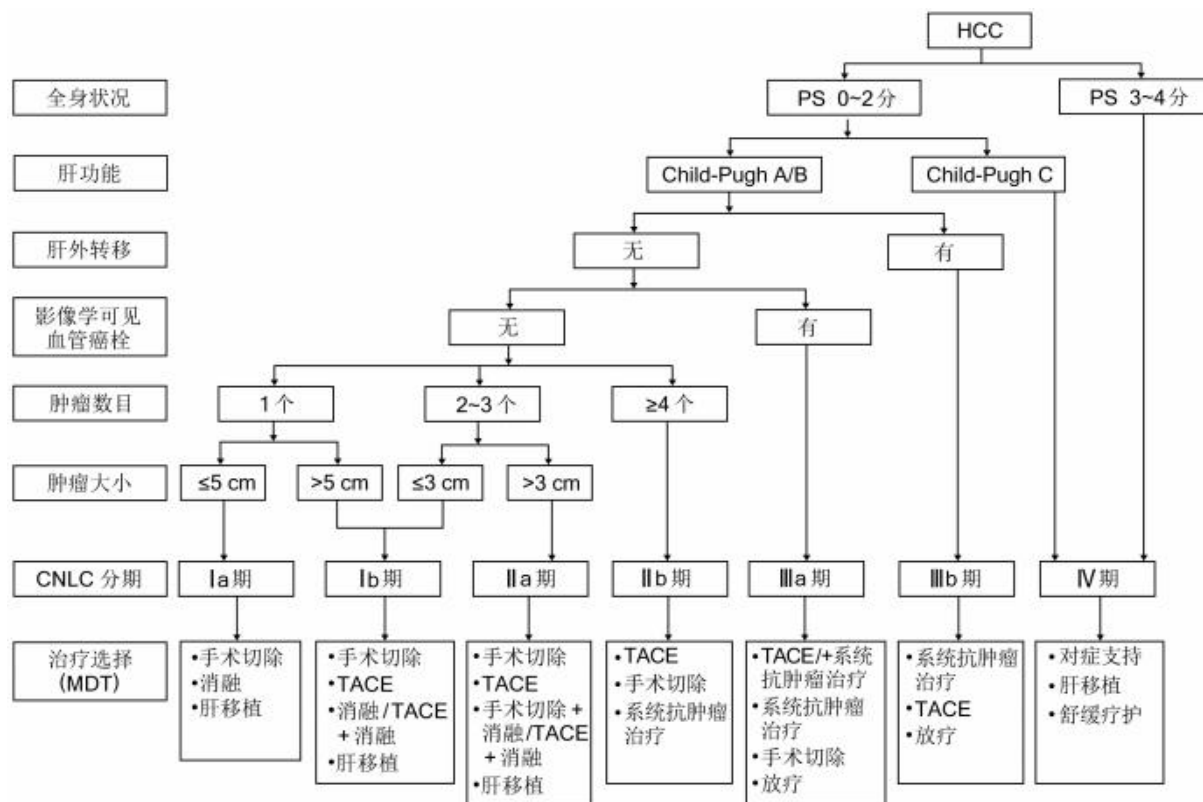 HCC
全身状况
PS 0~2分
PS 3~4分
肝功能
Child-Pugh A/B
Child-Pugh C
肝外转移
无
有
影像学可见
血管癌栓
无
有
肿瘤数目
1个
2~3个
≥4个
肿瘤大小
≤5 cm
>5 cm
≤3 cm
>3 cm
CNLC 分期
Ⅰa期
Ⅰb期
Ⅱa期
Ⅱb期
Ⅲa期
Ⅲb期
Ⅳ期
治疗选择
(MDT)
•手术切除
•消融
•肝移植
•手术切除
•TACE
•消融/TACE
+消融
•肝移植
•手术切除
•TACE
•手术切除+
消融/TACE
+消融
•肝移植
•TACE
•手术切除
•系统抗肿瘤
治疗
•TACE/+系统
抗肿瘤治疗
•系统抗肿瘤
治疗
•手术切除
•放疗
•系统抗肿瘤
治疗
•TACE
•放疗
•对症支持
•肝移植
•舒缓疗护